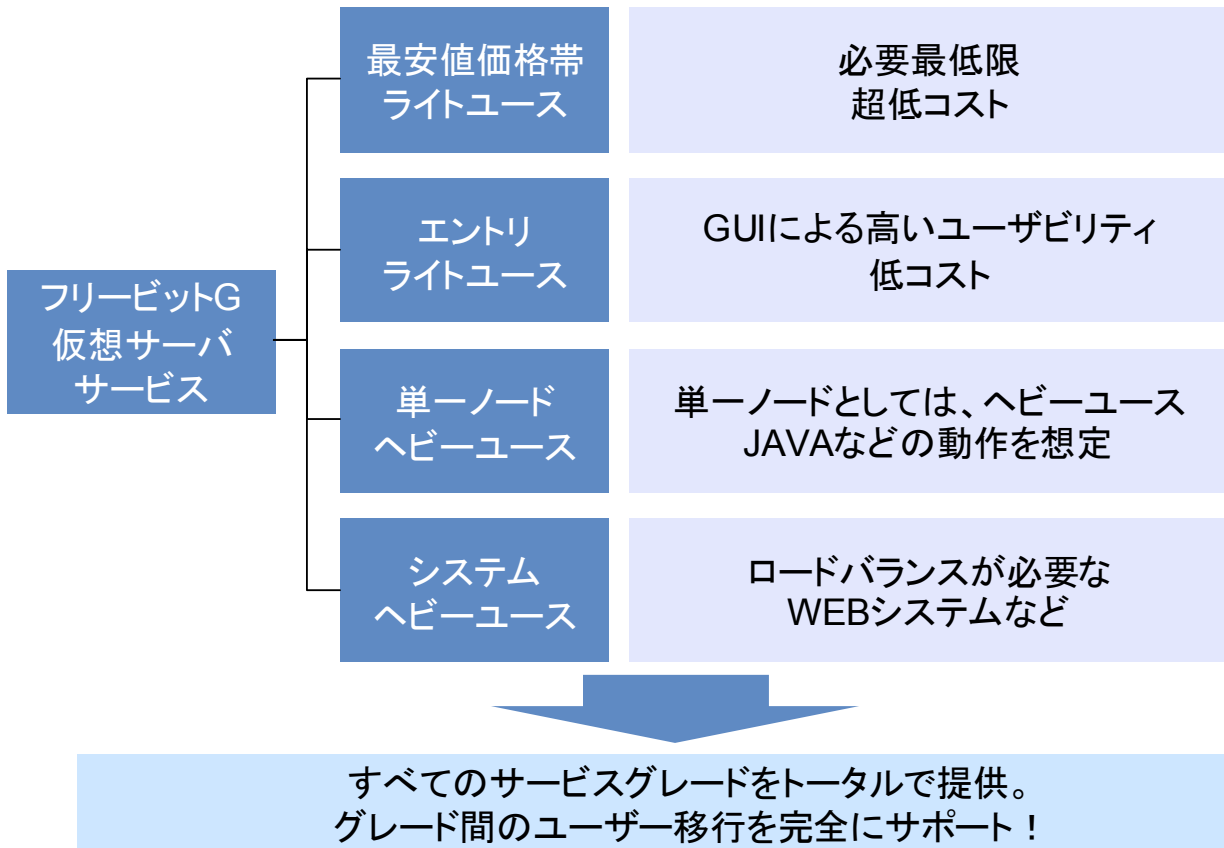 フリービットG
仮想サーバ
サービス
最安値価格帯
ライトユース
必要最低限
超低コスト
エントリ
ライトユース
GUIによる高いユーザビリティ
低コスト
単一ノード
ヘビーユース
単一ノードとしては、ヘビーユース
JAVAなどの動作を想定
システム
ヘビーユース
ロードバランスが必要な
WEBシステムなど
すべてのサービスグレードをトータルで提供。
グレード間のユーザー移行を完全にサポート！